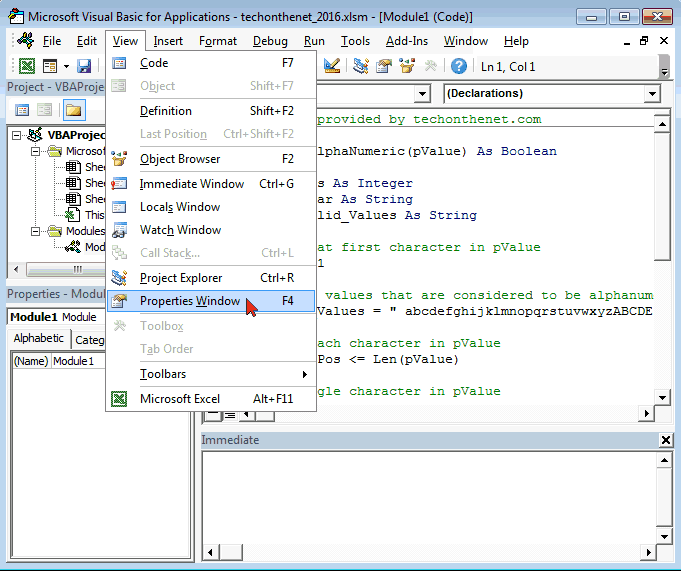 Microsoft Visual Basic for Applications - techonthenet_2016.xlsm - [Module1 (Code)]
File Edit View Insert Format Debug Run Tools Add-Ins Window Help
Ln 1, Col 1
Project - VBAProje
VBAProjec
Microsof
Shee
Shee
Shee
This
Modules
Mod
Properties - Modul
Module1 Module
Alphabetic Categ
(Name) Module1
Code F7
Object Shift+F7
Definition Shift+F2
Last Position Ctrl+Shift+F2
Object Browser F2
Immediate Window Ctrl+G
Locals Window
Watch Window
Call Stack... Ctrl+L
Project Explorer Ctrl+R
Properties Window F4
Toolbox
Tab Order
Toolbars
Microsoft Excel Alt+F11
(Declarations)
provided by techonthenet.com
lphaNumeric(pValue) As Boolean
s As Integer
ar As String
lid_Values As String
at first character in pValue
1
values that are considered to be alphanum
Values = " abcdefghijklmnopqrstuvwxyzABCDE
ach character in pValue
Pos <= Len(pValue)
gle character in pValue
Immediate